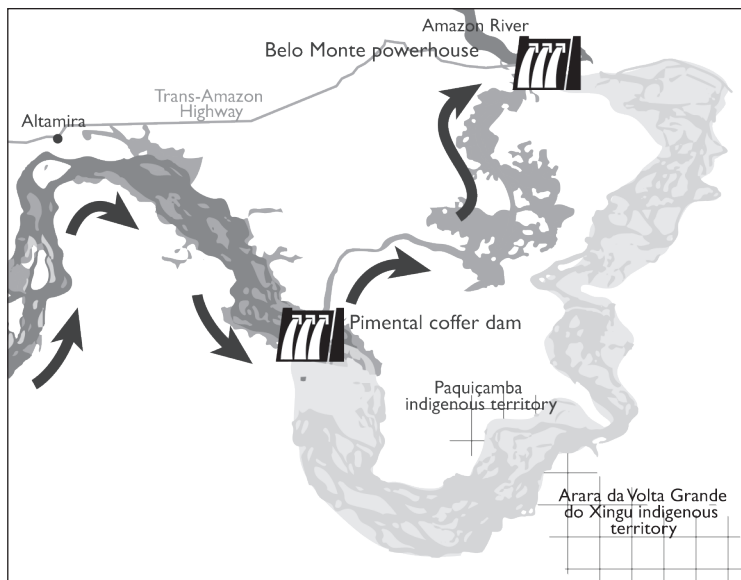 Amazon River
Belo Monte powerhouse
Trans-Amazon
Highway
Altamira
Pimental coffer dam
Paquiçamba
indigenous territory
Arara da Volta Grande
do Xingu indigenous
territory